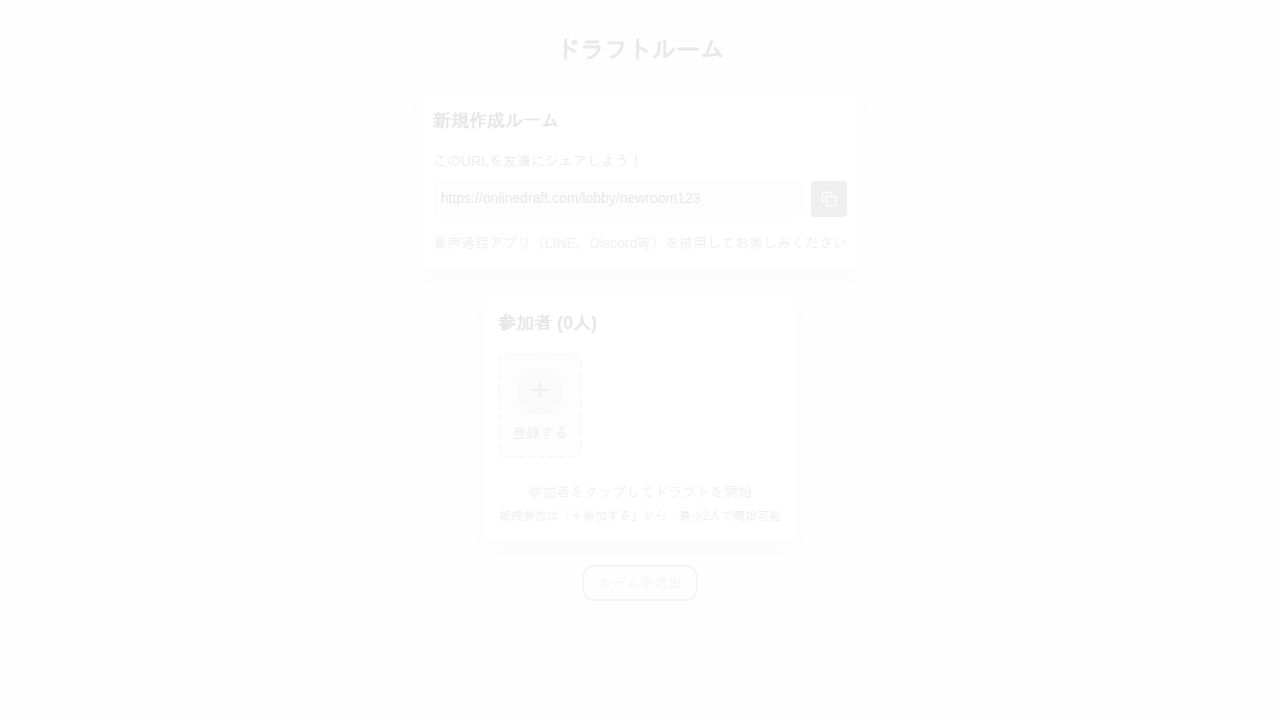 ドラフトルーム
新規作成ルーム
このURLを友達にシェアしよう！
https://onlinedraft.com/lobby/newroom123
音声通話アプリ（LINE、Discord等）を併用してお楽しみください
参加者 (0人)
登録する
参加者をタップしてドラフトを開始
新規参加は「＋参加する」から・最小2人で開始可能
ルームを退出